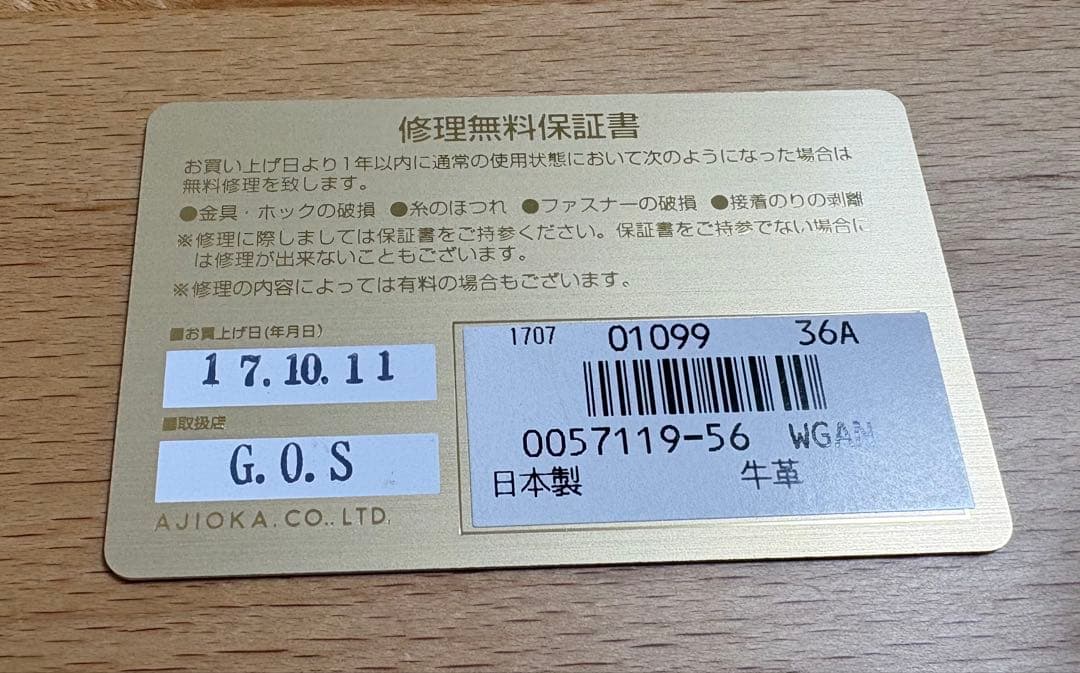 修理無料保証書
お買い上げ日より1年以内に通常の使用状態において次のようになった場合は
無料修理を致します。
●金具・ホックの破損 ●糸のほつれ ●ファスナーの破損 ●接着のりの剥離
※修理に際しましては保証書をご持参ください。保証書をご持参でない場合に
は修理が出来ないこともございます。
※修理の内容によっては有料の場合もございます。
■お買上げ日(年月日)
17.10.11
■取扱店
G.O.S
AJIOKA.CO.,LTD.
1707 01099 36A
0057119-56 WGAN
日本製 牛革